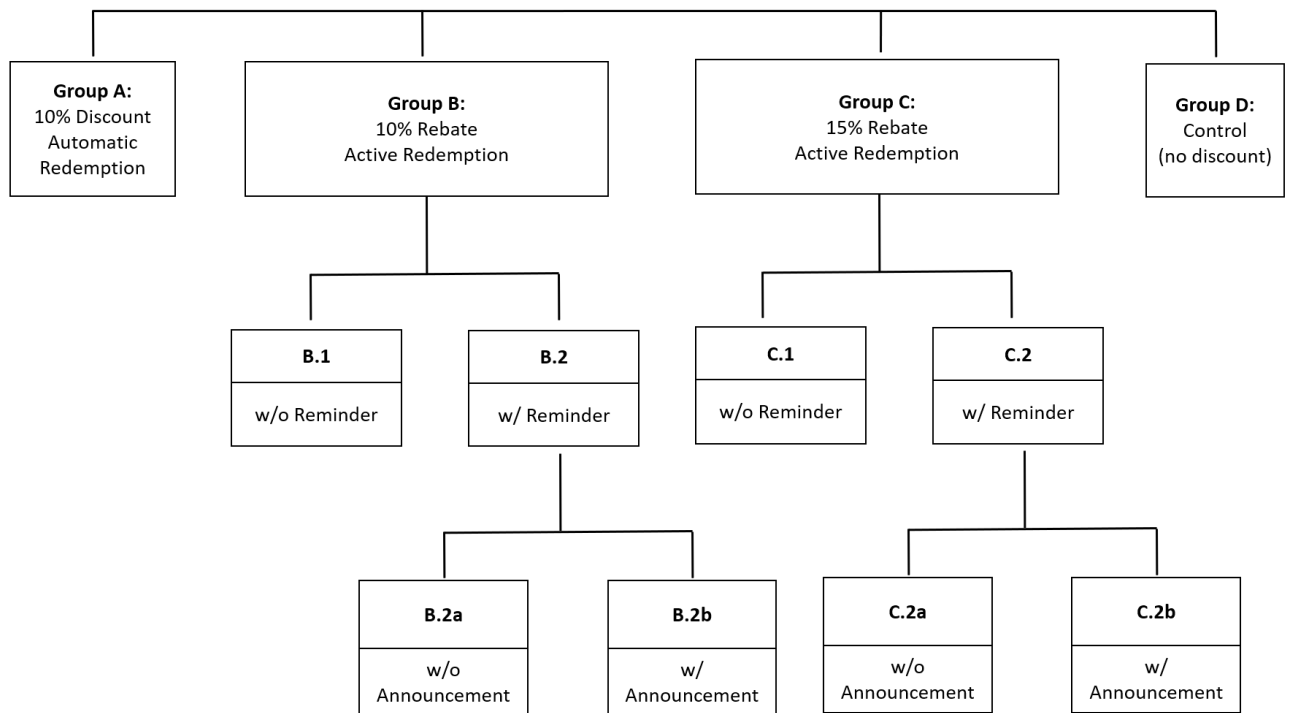 Group A:
10% Discount
Automatic
Redemption
Group B:
10% Rebate
Active Redemption
Group C:
15% Rebate
Active Redemption
Group D:
Control
(no discount)
B.1
w/o Reminder
B.2
w/ Reminder
C.1
w/o Reminder
C.2
w/ Reminder
B.2a
w/o
Announcement
B.2b
w/
Announcement
C.2a
w/o
Announcement
C.2b
w/
Announcement